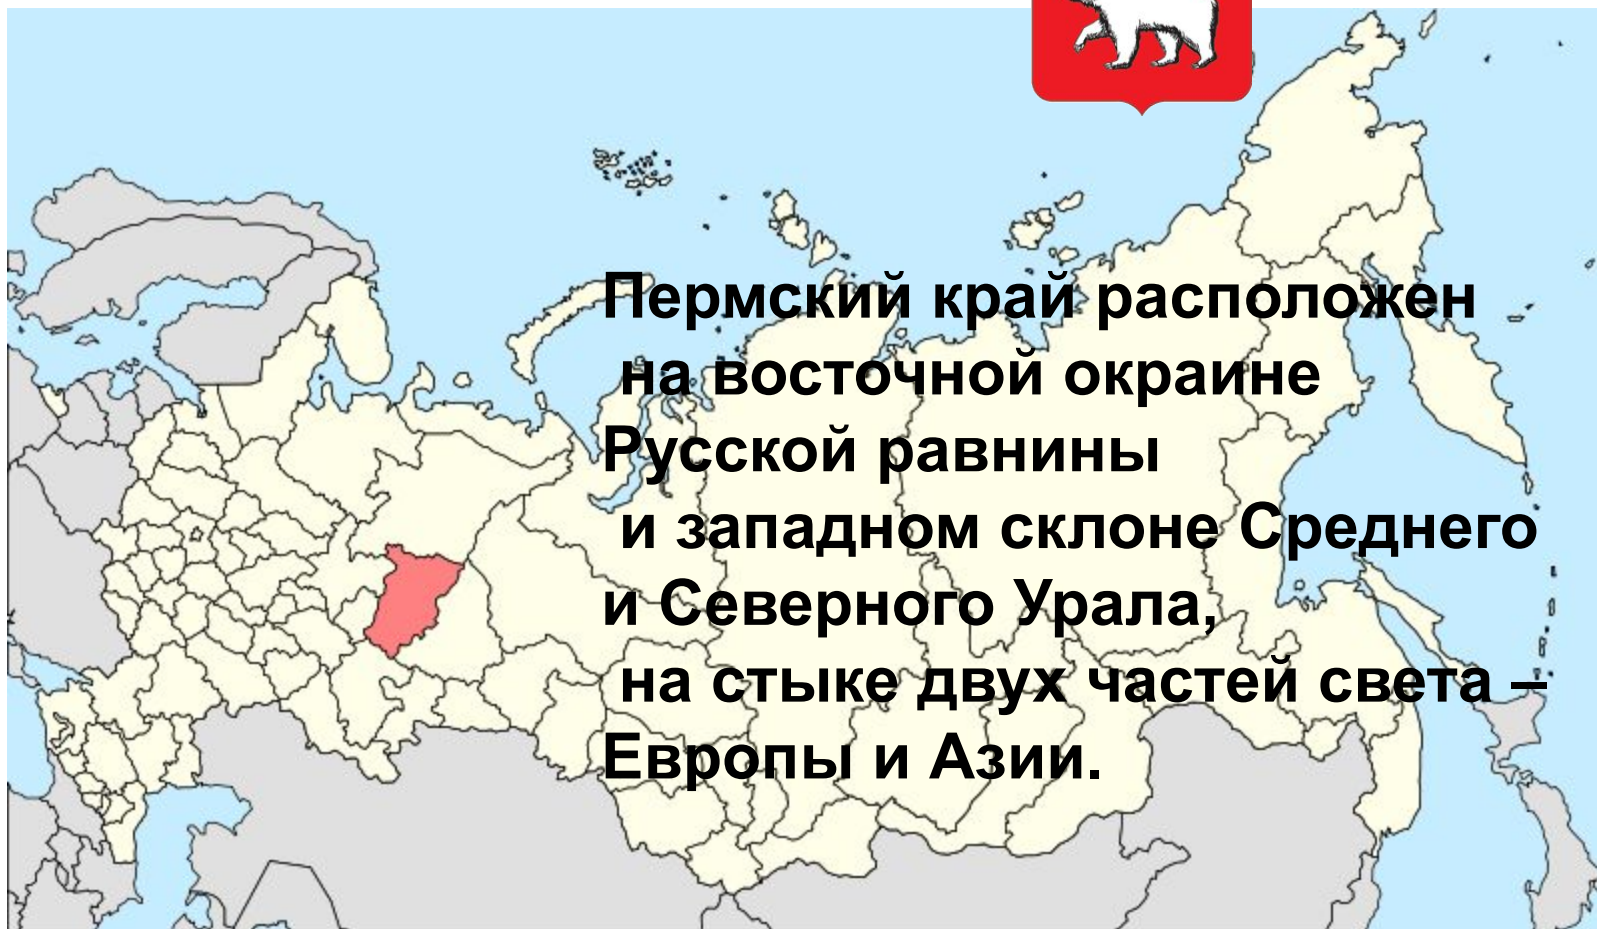 Пермский край расположен
на восточной окраине
Русской равнины
и западном склоне Среднего
и Северного Урала,
на стыке двух частей света –
Европы и Азии.